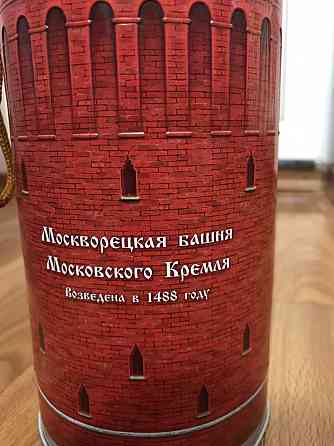 Москворецкая башня
Московского Кремля
Возведена в 1488 году